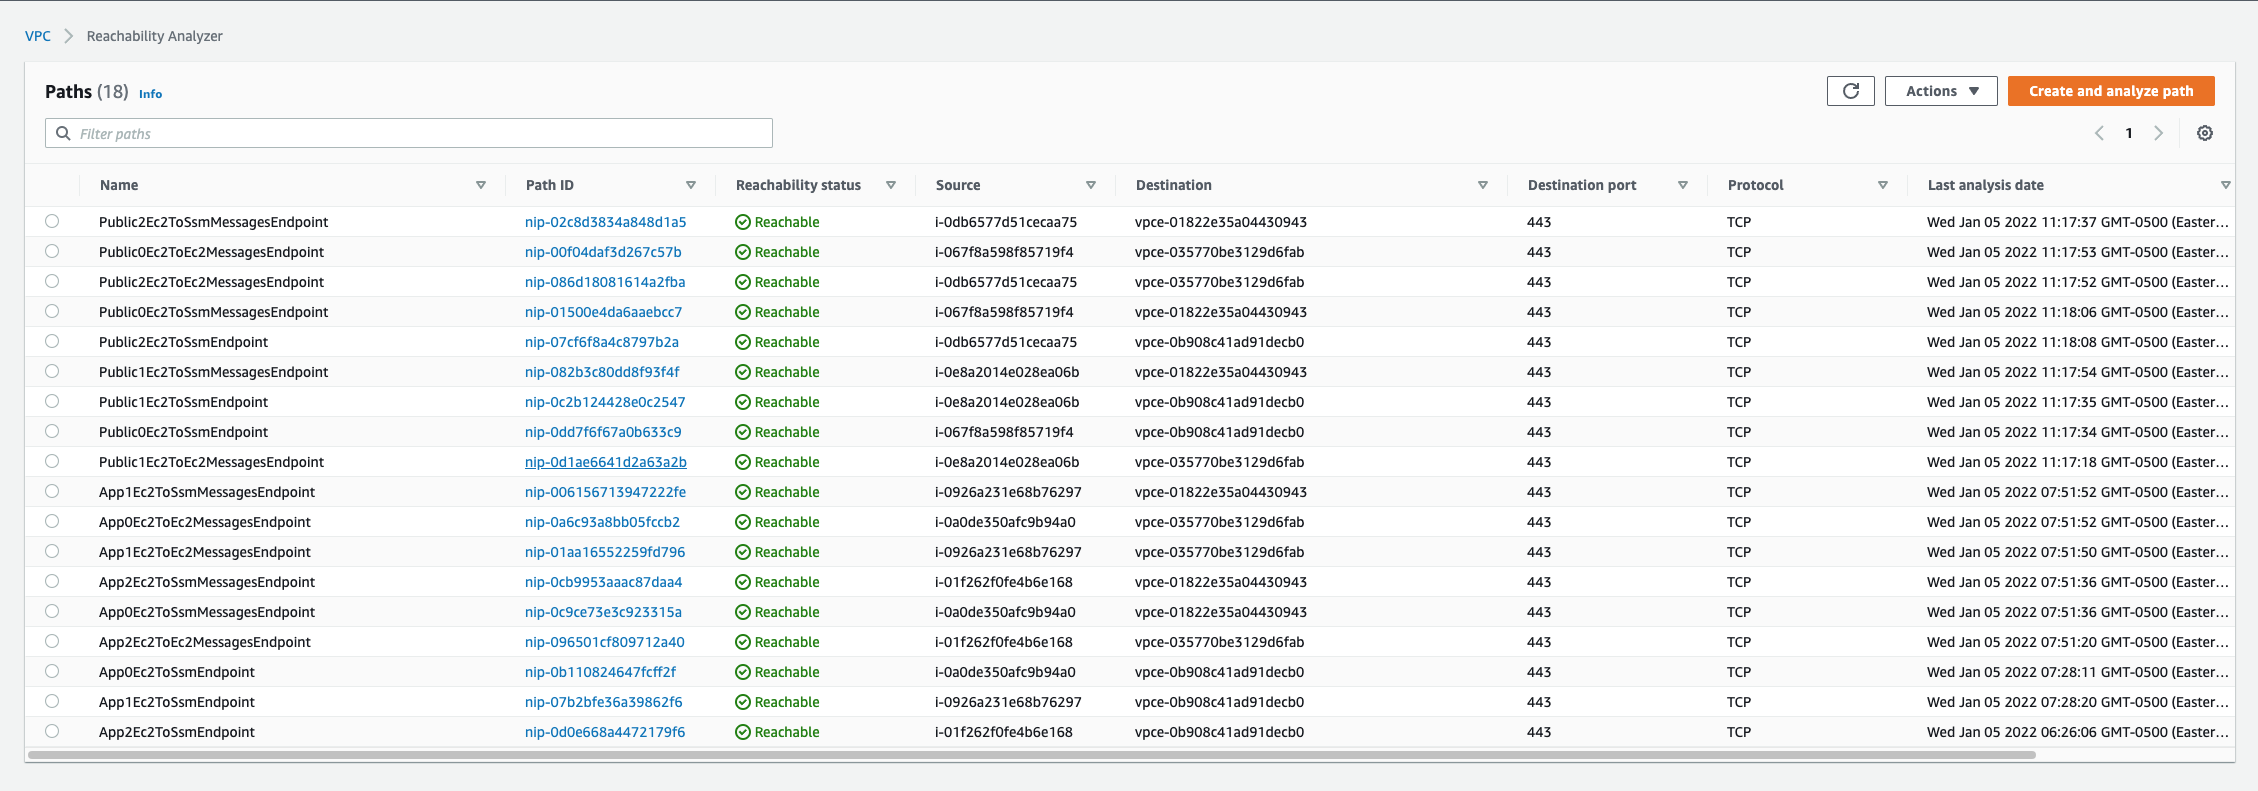 VPC > Reachability Analyzer
Paths (18) Info
Actions Create and analyze path
Filter paths
1
Name Path ID Reachability status Source Destination Destination port Protocol Last analysis date
Public2Ec2ToSsmMessagesEndpoint nip-02c8d3834a848d1a5 Reachable i-0db6577d51cecaa75 vpce-01822e35a04430943 443 TCP Wed Jan 05 2022 11:17:37 GMT-0500 (Easter...
Public0Ec2ToEc2MessagesEndpoint nip-00f04daf3d267c57b Reachable i-067f8a598f85719f4 vpce-035770be3129d6fab 443 TCP Wed Jan 05 2022 11:17:53 GMT-0500 (Easter...
Public2Ec2ToEc2MessagesEndpoint nip-086d18081614a2fba Reachable i-0db6577d51cecaa75 vpce-035770be3129d6fab 443 TCP Wed Jan 05 2022 11:17:52 GMT-0500 (Easter...
Public0Ec2ToSsmMessagesEndpoint nip-01500e4da6aaebcc7 Reachable i-067f8a598f85719f4 vpce-01822e35a04430943 443 TCP Wed Jan 05 2022 11:18:06 GMT-0500 (Easter...
Public2Ec2ToSsmEndpoint nip-07cf6f8a4c8797b2a Reachable i-0db6577d51cecaa75 vpce-0b908c41ad91decb0 443 TCP Wed Jan 05 2022 11:18:08 GMT-0500 (Easter...
Public1Ec2ToSsmMessagesEndpoint nip-082b3c80dd8f93f4f Reachable i-0e8a2014e028ea06b vpce-01822e35a04430943 443 TCP Wed Jan 05 2022 11:17:54 GMT-0500 (Easter...
Public1Ec2ToSsmEndpoint nip-0c2b124428e0c2547 Reachable i-0e8a2014e028ea06b vpce-0b908c41ad91decb0 443 TCP Wed Jan 05 2022 11:17:35 GMT-0500 (Easter...
Public0Ec2ToSsmEndpoint nip-0dd7f6f67a0b633c9 Reachable i-067f8a598f85719f4 vpce-0b908c41ad91decb0 443 TCP Wed Jan 05 2022 11:17:34 GMT-0500 (Easter...
Public1Ec2ToEc2MessagesEndpoint nip-0d1ae6641d2a63a2b Reachable i-0e8a2014e028ea06b vpce-035770be3129d6fab 443 TCP Wed Jan 05 2022 11:17:18 GMT-0500 (Easter...
App1Ec2ToSsmMessagesEndpoint nip-006156713947222fe Reachable i-0926a231e68b76297 vpce-01822e35a04430943 443 TCP Wed Jan 05 2022 07:51:52 GMT-0500 (Easter...
App0Ec2ToEc2MessagesEndpoint nip-0a6c93a8bb05fccb2 Reachable i-0a0de350afc9b94a0 vpce-035770be3129d6fab 443 TCP Wed Jan 05 2022 07:51:52 GMT-0500 (Easter...
App1Ec2ToEc2MessagesEndpoint nip-01aa16552259fd796 Reachable i-0926a231e68b76297 vpce-035770be3129d6fab 443 TCP Wed Jan 05 2022 07:51:50 GMT-0500 (Easter...
App2Ec2ToSsmMessagesEndpoint nip-0cb9953aaac87daa4 Reachable i-01f262f0fe4b6e168 vpce-01822e35a04430943 443 TCP Wed Jan 05 2022 07:51:36 GMT-0500 (Easter...
App0Ec2ToSsmMessagesEndpoint nip-0c9ce73e3c923315a Reachable i-0a0de350afc9b94a0 vpce-01822e35a04430943 443 TCP Wed Jan 05 2022 07:51:36 GMT-0500 (Easter...
App2Ec2ToEc2MessagesEndpoint nip-096501cf809712a40 Reachable i-01f262f0fe4b6e168 vpce-035770be3129d6fab 443 TCP Wed Jan 05 2022 07:51:20 GMT-0500 (Easter...
App0Ec2ToSsmEndpoint nip-0b110824647fcff2f Reachable i-0a0de350afc9b94a0 vpce-0b908c41ad91decb0 443 TCP Wed Jan 05 2022 07:28:11 GMT-0500 (Easter...
App1Ec2ToSsmEndpoint nip-07b2bfe36a39862f6 Reachable i-0926a231e68b76297 vpce-0b908c41ad91decb0 443 TCP Wed Jan 05 2022 07:28:20 GMT-0500 (Easter...
App2Ec2ToSsmEndpoint nip-0d0e668a4472179f6 Reachable i-01f262f0fe4b6e168 vpce-0b908c41ad91decb0 443 TCP Wed Jan 05 2022 06:26:06 GMT-0500 (Easter...